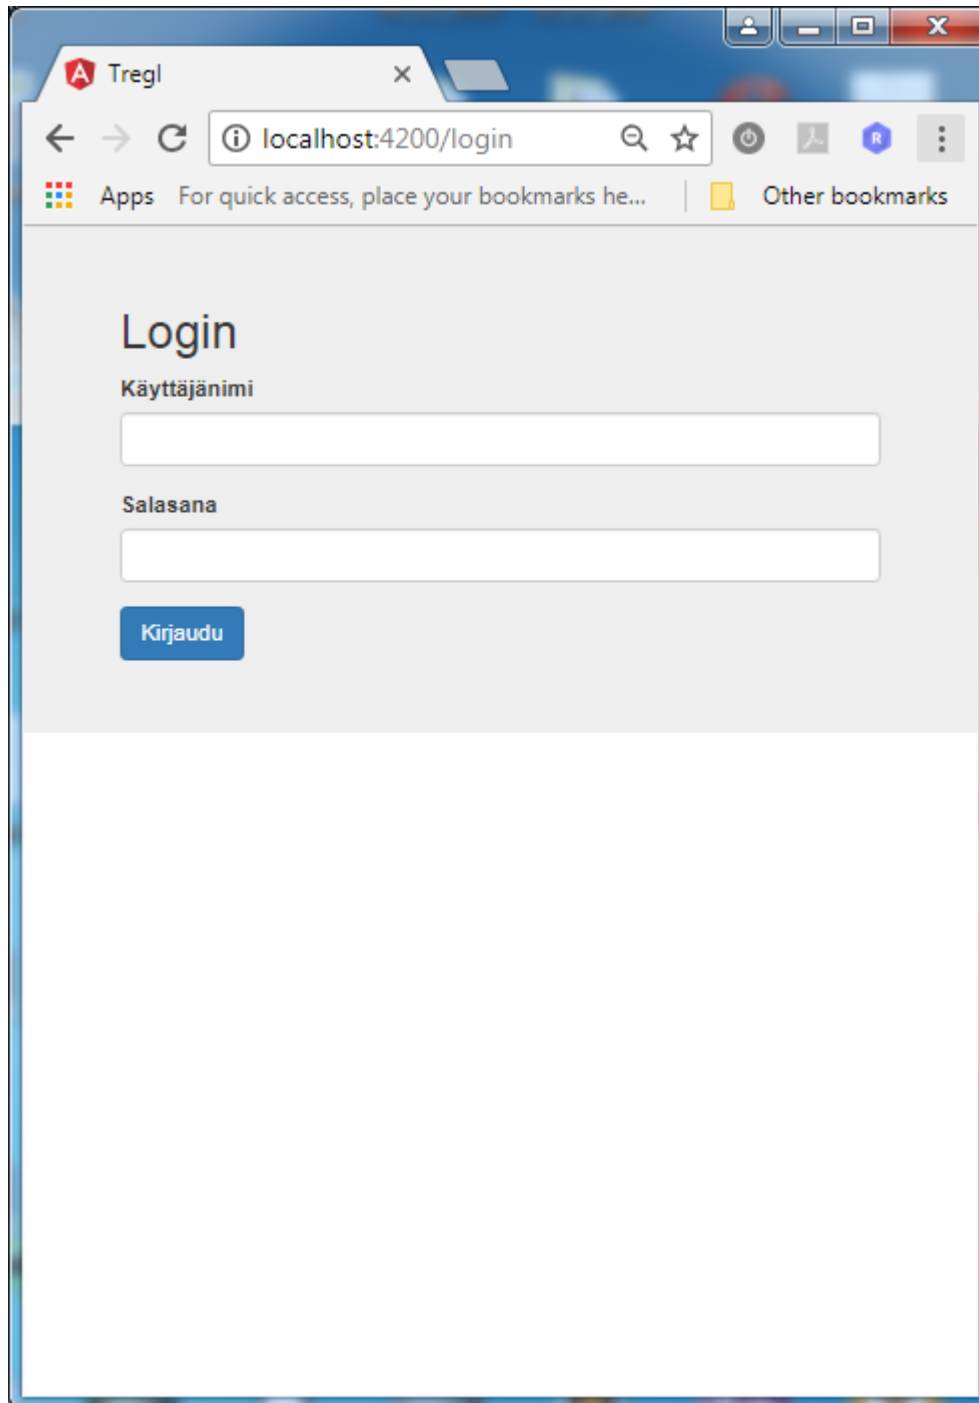 Tregl
localhost:4200/login
Apps For quick access, place your bookmarks he... Other bookmarks
Login
Käyttäjänimi
Salasana
Kirjaudu